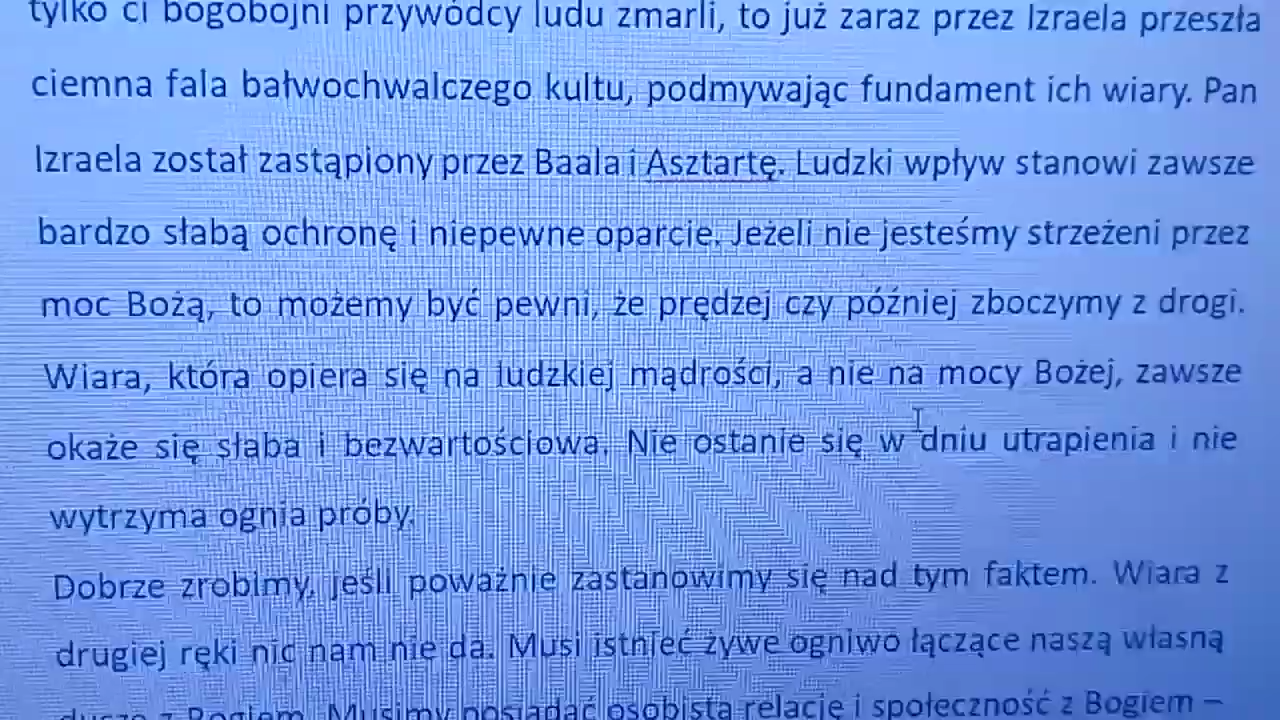 tylko ci bogobojni przywódcy ludu zmarli, to już zaraz przez Izraela przeszła
ciemna fala bałwochwalczego kultu, podmywając fundament ich wiary. Pan
Izraela został zastąpiony przez Baala i Asztartę. Ludzki wpływ stanowi zawsze
bardzo słabą ochronę i niepewne oparcie. Jeżeli nie jesteśmy strzeżeni przez
moc Bożą, to możemy być pewni, że prędzej czy później zboczymy z drogi.
Wiara, która opiera się na ludzkiej mądrości, a nie na mocy Bożej, zawsze
okaże się słaba i bezwartościowa. Nie ostanie się w dniu utrapienia i nie
wytrzyma ognia próby.
Dobrze zrobimy, jeśli poważnie zastanowimy się nad tym faktem. Wiara z
drugiej ręki nic nam nie da. Musi istnieć żywe ogniwo łączące naszą własną
duszę z Bogiem. Musimy posiadać osobistą relację i społeczność z Bogiem –